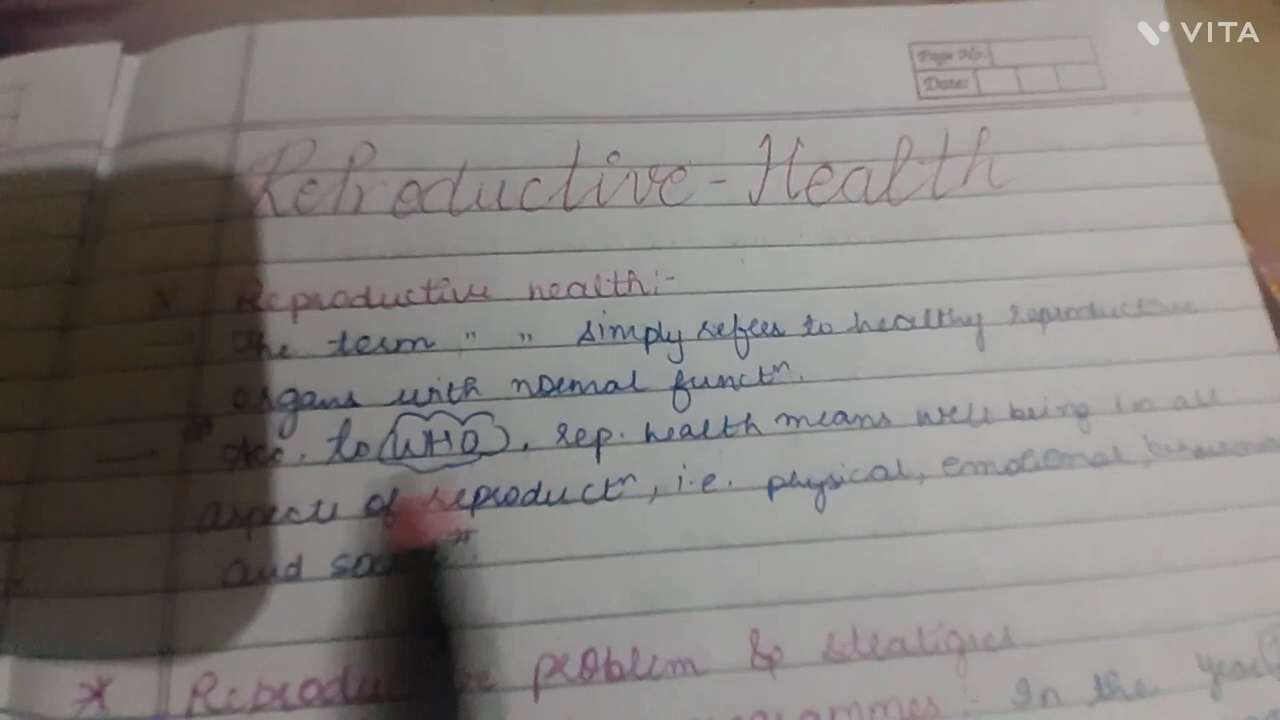 VITA
Page No.
Date:
Reproductive-Health
* Reproductive health:-
The term " " simply refers to healthy reproductive
organs with normal functn.
Acc. to WHO, rep. health means well being in all
aspects of reproductn, i.e. physical, emotional, behavioural
and
* problem & strategies
In the year